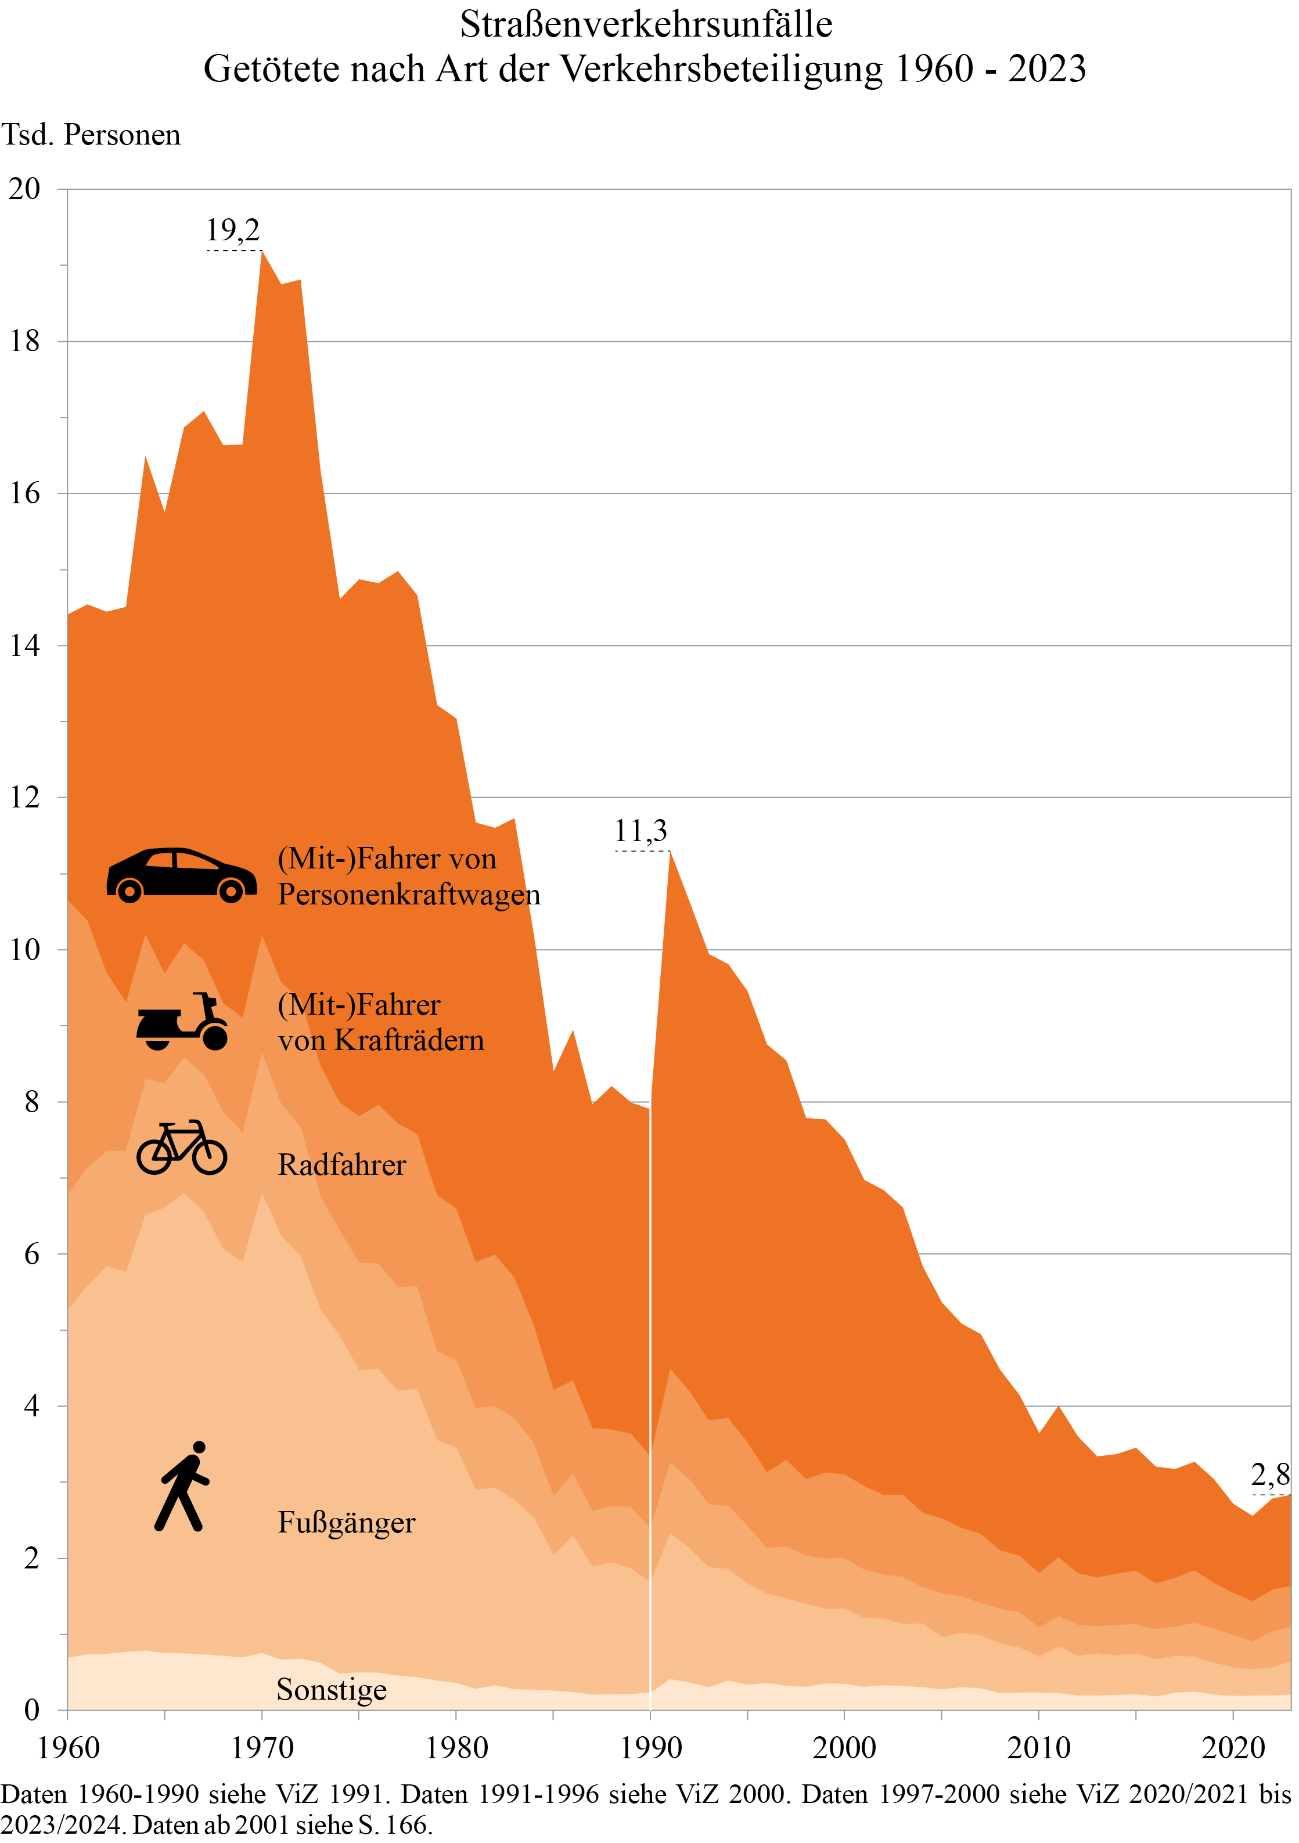 Straßenverkehrsunfälle
Getötete nach Art der Verkehrsbeteiligung 1960 - 2023
Tsd. Personen
20
19,2
18
16
14
12
11,3
(Mit-)Fahrer von
Personenkraftwagen
10
(Mit-)Fahrer
von Krafträdern
8
Radfahrer
6
4
2,8
Fußgänger
2
Sonstige
0
1960 1970 1980 1990 2000 2010 2020
Daten 1960-1990 siehe ViZ 1991. Daten 1991-1996 siehe ViZ 2000. Daten 1997-2000 siehe ViZ 2020/2021 bis
2023/2024. Daten ab 2001 siehe S. 166.